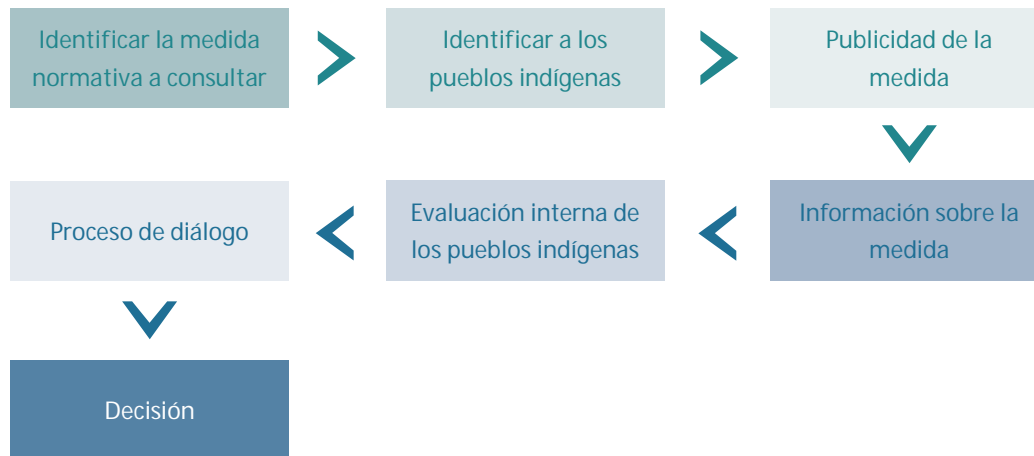 Identificar la medida
normativa a consultar
Identificar a los
pueblos indígenas
Publicidad de la
medida
Información sobre la
medida
Evaluación interna de
los pueblos indígenas
Proceso de diálogo
Decisión